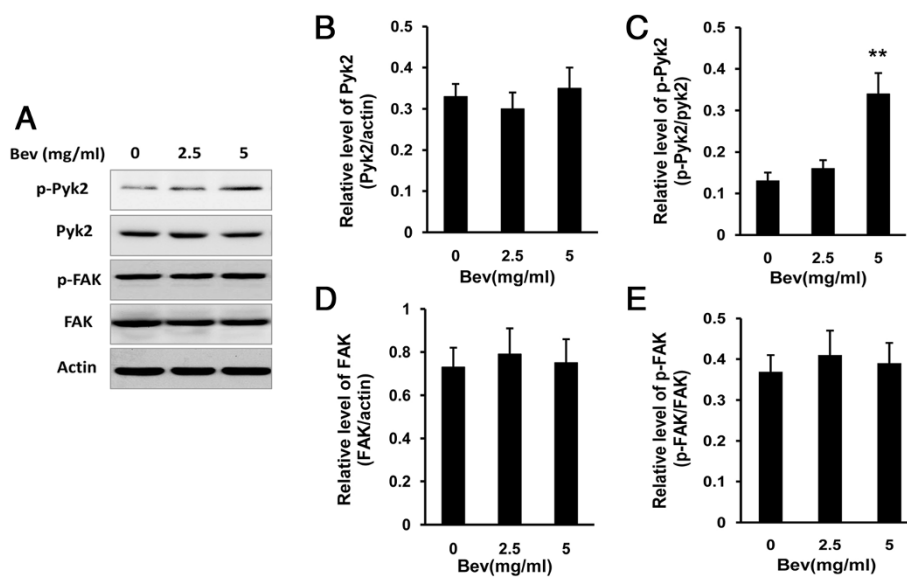 A
Bev (mg/ml) 0 2.5 5
p-Pyk2
Pyk2
p-FAK
FAK
Actin
B
Relative level of Pyk2
(Pyk2/actin)
0.5
0.4
0.3
0.2
0.1
0
0 2.5 5
Bev(mg/ml)
C
Relative level of p-Pyk2
(p-Pyk2/pyk2)
0.5
0.4
0.3
0.2
0.1
0
**
0 2.5 5
Bev(mg/ml)
D
Relative level of FAK
(FAK/actin)
1
0.8
0.6
0.4
0.2
0
0 2.5 5
Bev(mg/ml)
E
Relative level of p-FAK
(p-FAK/FAK)
0.5
0.4
0.3
0.2
0.1
0
0 2.5 5
Bev(mg/ml)